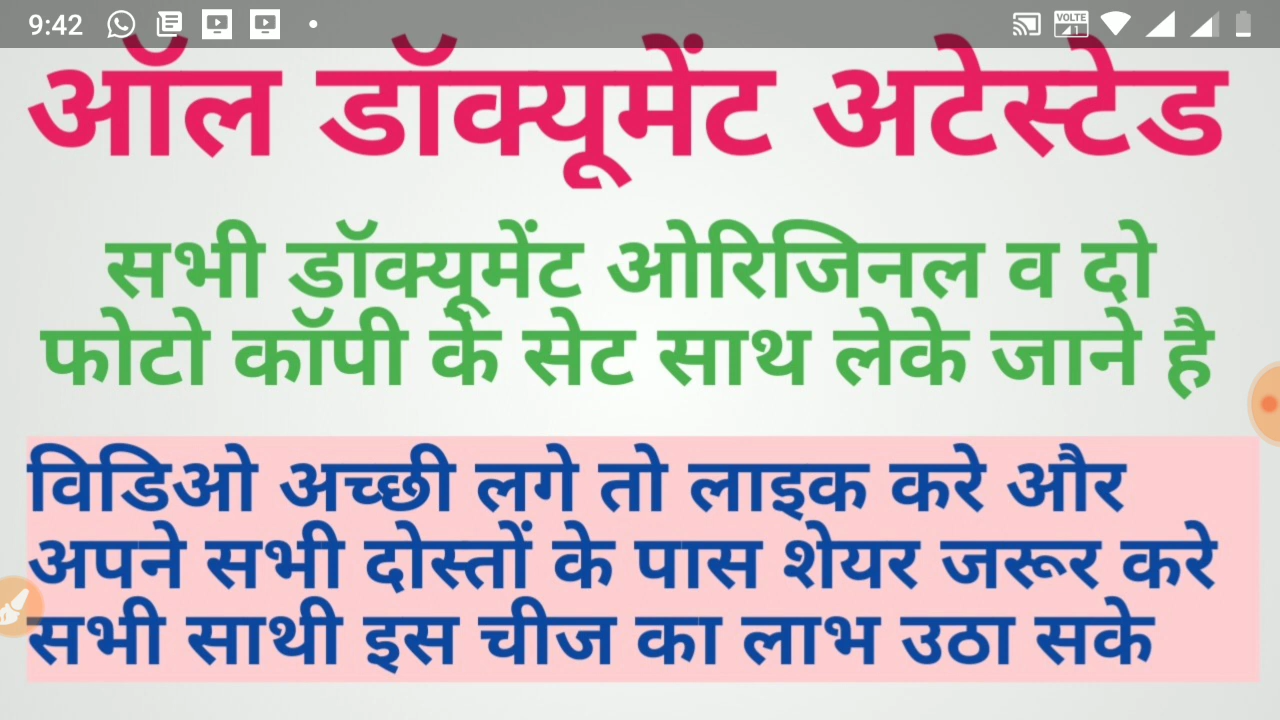 9:42
VOLTE
1
ऑल डॉक्यूमेंट अटेस्टेड
सभी डॉक्यूमेंट ओरिजिनल व दो
फोटो कॉपी के सेट साथ लेके जाने है
विडिओ अच्छी लगे तो लाइक करे और
अपने सभी दोस्तों के पास शेयर जरूर करे
सभी साथी इस चीज का लाभ उठा सके